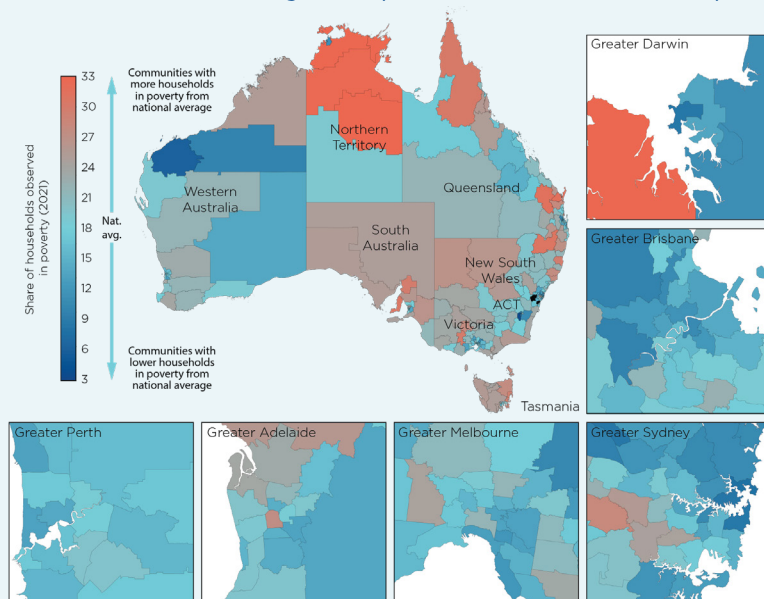 Communities with
more households
in poverty from
national average
33
30
27
24
21
18
15
12
9
6
3
Share of households observed
in poverty (2021)
Nat.
avg.
Communities with
lower households
in poverty from
national average
Northern
Territory
Western
Australia
Queensland
South
Australia
New South
Wales
ACT
Victoria
Tasmania
Greater Darwin
Greater Brisbane
Greater Perth
Greater Adelaide
Greater Melbourne
Greater Sydney